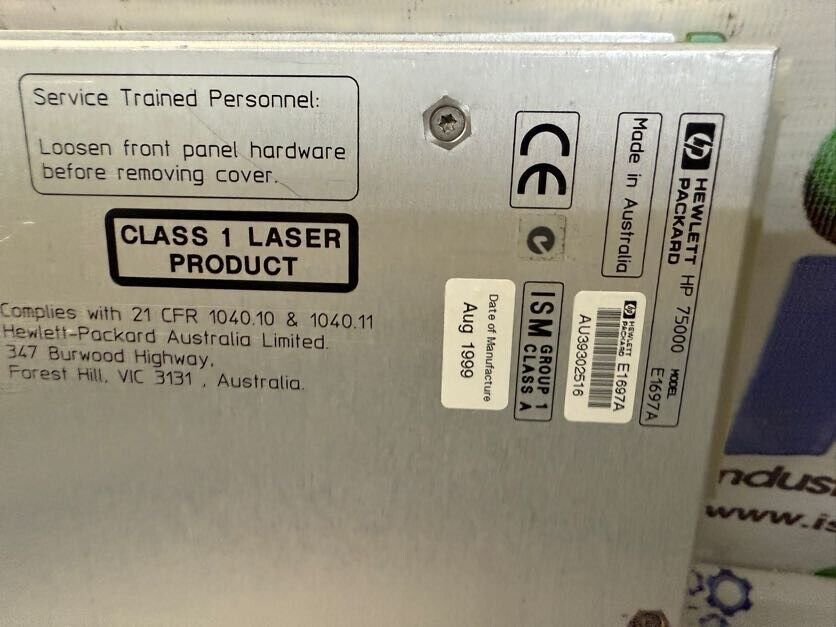 Service Trained Personnel:
Loosen front panel hardware
before removing cover.
CLASS 1 LASER
PRODUCT
Complies with 21 CFR 1040.10 & 1040.11
Hewlett-Packard Australia Limited.
347 Burwood Highway,
Forest Hill, VIC 3131 , Australia.
CE
ISM GROUP 1
CLASS A
Date of Manufacture
Aug 1999
Made in Australia
hp HEWLETT
PACKARD
E1697A
AU39302516
hp HEWLETT
PACKARD
HP 75000
MODEL
E1697A
www.is